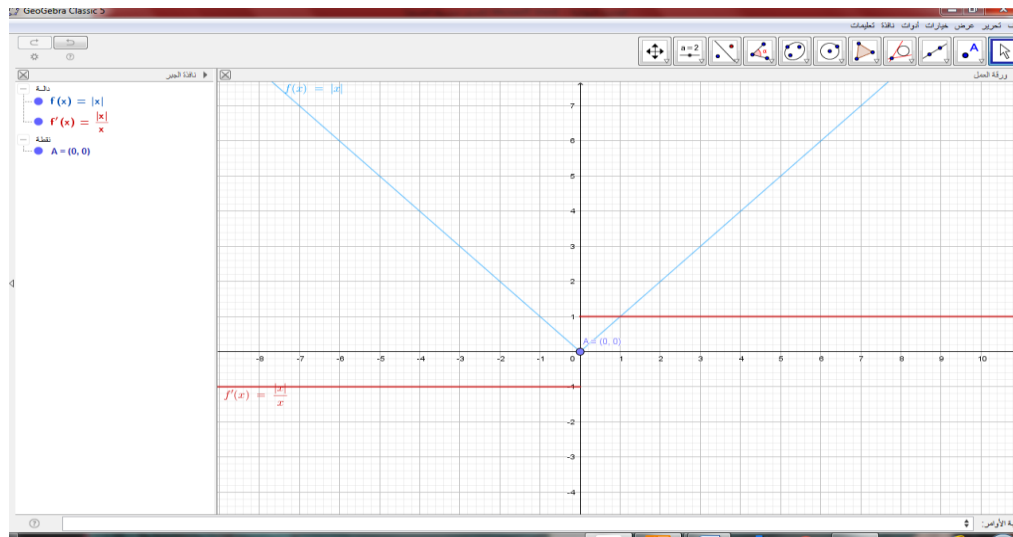 GeoGebra Classic 5
تحرير عرض خيارات أدوات نافذة تعليمات
a=2
نافذة الجبر
ورقة العمل
دالة
f(x) = |x|
f′(x) = |x|/x
نقطة
A = (0, 0)
f(x) = |x|
7
6
5
4
3
2
1
A = (0, 0)
-8 -7 -6 -5 -4 -3 -2 -1 0 1 2 3 4 5 6 7 8 9 10
-1
f′(x) = |x|/x
-2
-3
-4
الأوامر: